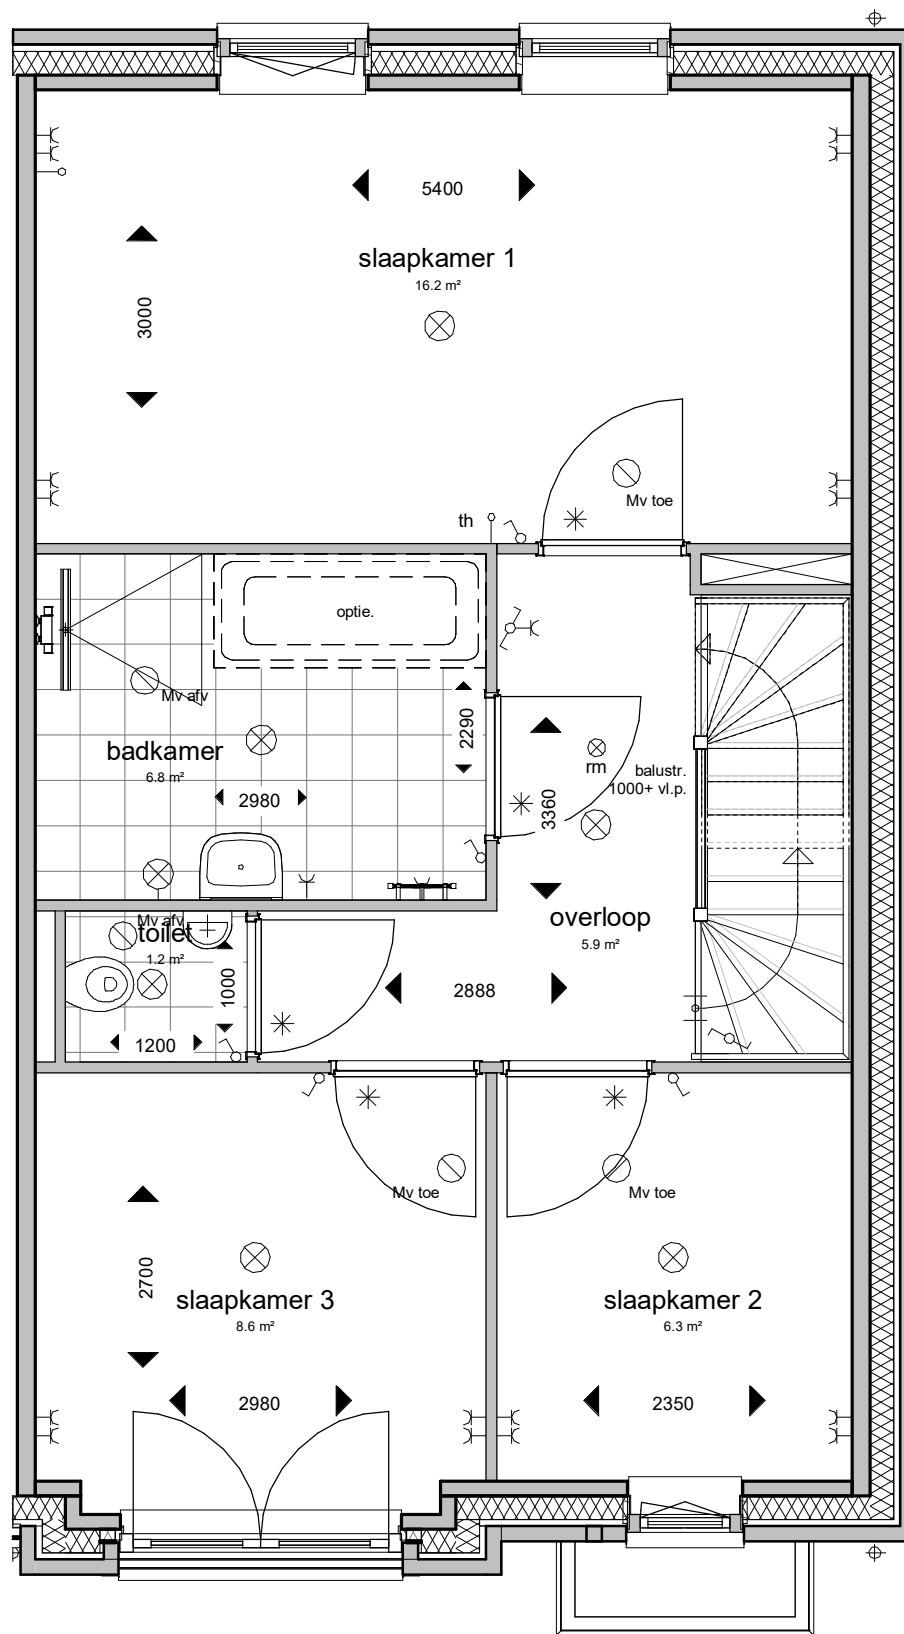 5400
slaapkamer 1
16.2 m²
3000
Mv toe
th
optie.
Mv afv
2290
badkamer
6.8 m²
2980
rm
balustr.
1000+ vl.p.
3360
overloop
5.9 m²
Mv afv
toilet
1.2 m²
1000
2888
1200
Mv toe
Mv toe
2700
slaapkamer 3
8.6 m²
slaapkamer 2
6.3 m²
2980
2350